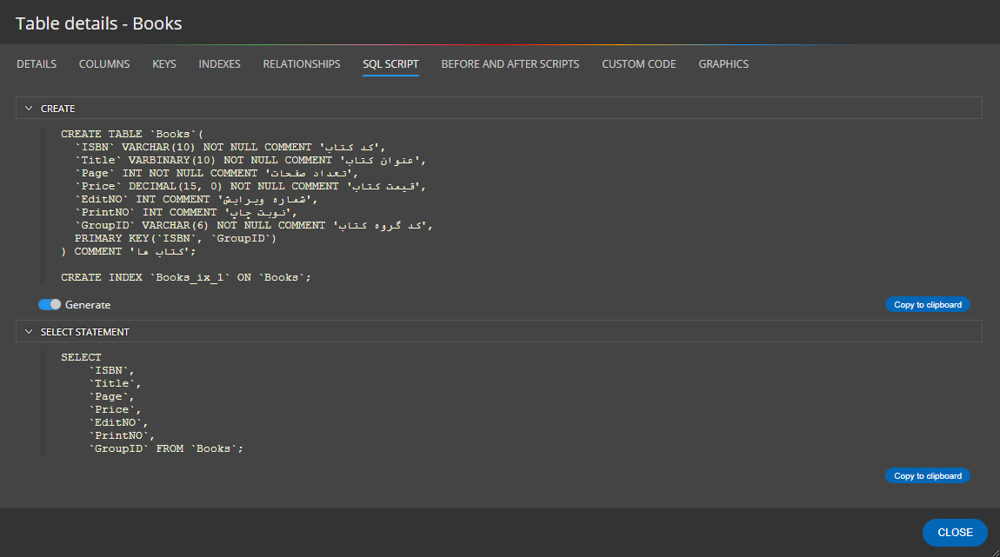 Table details - Books
DETAILS COLUMNS KEYS INDEXES RELATIONSHIPS SQL SCRIPT BEFORE AND AFTER SCRIPTS CUSTOM CODE GRAPHICS
CREATE
CREATE TABLE `Books`(
`ISBN` VARCHAR(10) NOT NULL COMMENT 'کد کتاب',
`Title` VARBINARY(10) NOT NULL COMMENT 'عنوان کتاب',
`Page` INT NOT NULL COMMENT 'تعداد صفحات',
`Price` DECIMAL(15, 0) NOT NULL COMMENT 'قیمت کتاب',
`EditNO` INT COMMENT 'شماره ویرایش',
`PrintNO` INT COMMENT 'نوبت چاپ',
`GroupID` VARCHAR(6) NOT NULL COMMENT 'کد گروه کتاب',
PRIMARY KEY(`ISBN`, `GroupID`)
) COMMENT 'کتاب ها';
CREATE INDEX `Books_ix_1` ON `Books`;
Generate
Copy to clipboard
SELECT STATEMENT
SELECT
`ISBN`,
`Title`,
`Page`,
`Price`,
`EditNO`,
`PrintNO`,
`GroupID` FROM `Books`;
Copy to clipboard
CLOSE